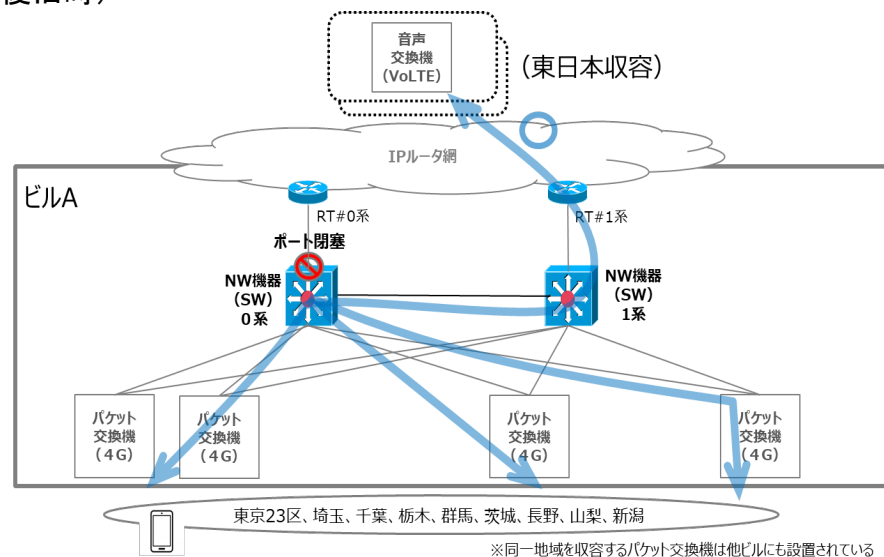 音声
交換機
(VoLTE)
(東日本収容)
IPルータ網
ビルA
RT#0系
RT#1系
ポート閉塞
NW機器
(SW)
0系
NW機器
(SW)
1系
パケット
交換機
(4G)
パケット
交換機
(4G)
パケット
交換機
(4G)
パケット
交換機
(4G)
東京23区、埼玉、千葉、栃木、群馬、茨城、長野、山梨、新潟
※同一地域を収容するパケット交換機は他ビルにも設置されている